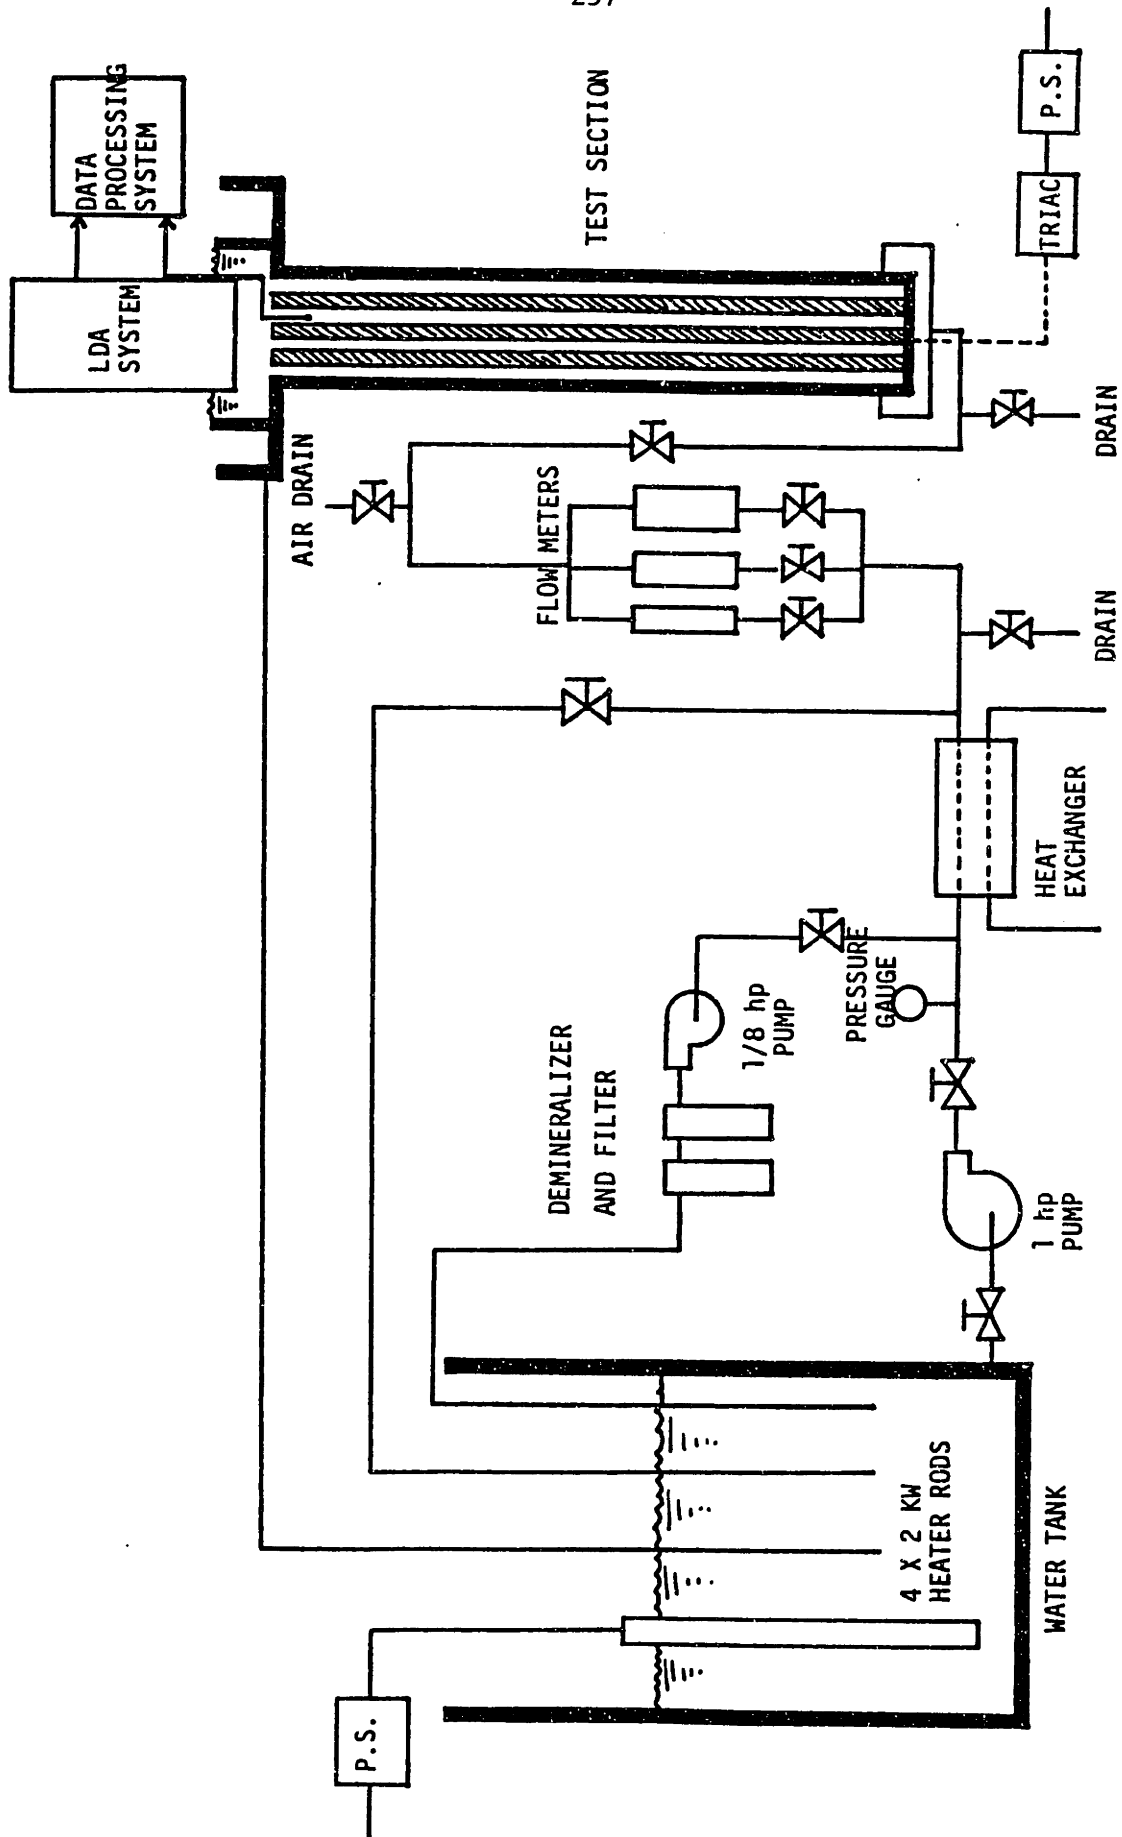 DATA
PROCESSING
SYSTEM
LDA
SYSTEM
TEST SECTION
P.S.
TRIAC
AIR DRAIN
FLOW METERS
DRAIN
DRAIN
HEAT
EXCHANGER
PRESSURE
GAUGE
1/8 hp
PUMP
DEMINERALIZER
AND FILTER
1 hp
PUMP
4 X 2 KW
HEATER RODS
WATER TANK
P.S.